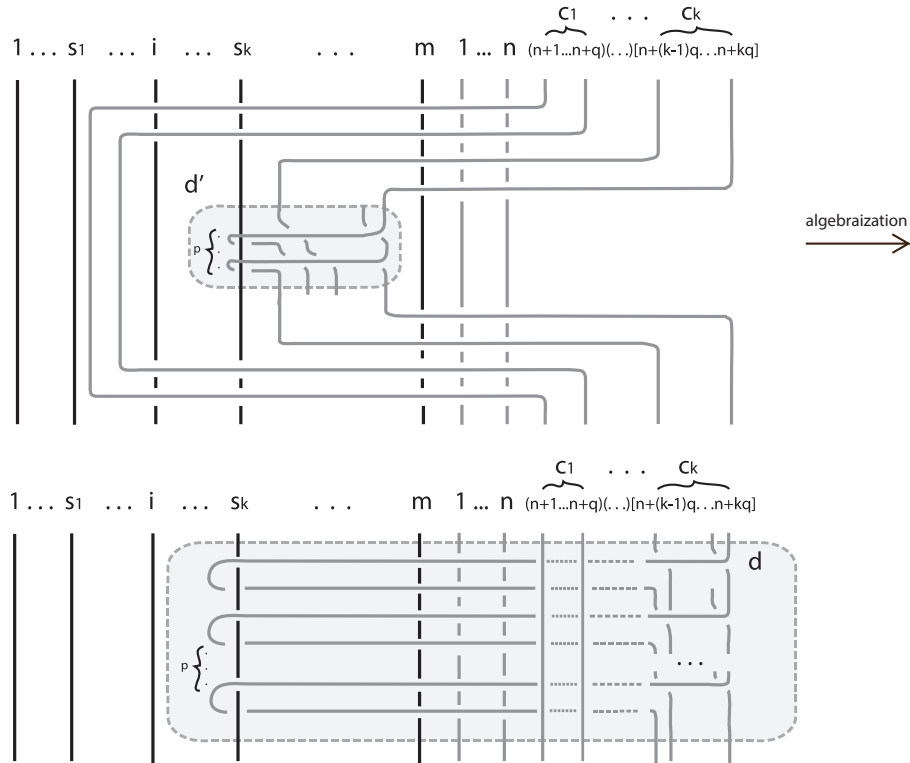 c1 . . . ck
1 ... s1 ... i ... sk . . . m 1 ... n (n+1...n+q)(...)[n+(k-1)q...n+kq]
d'
p {
algebraization
c1 . . . ck
1 ... s1 ... i ... sk . . . m 1 ... n (n+1...n+q)(...)[n+(k-1)q...n+kq]
d
p {
...